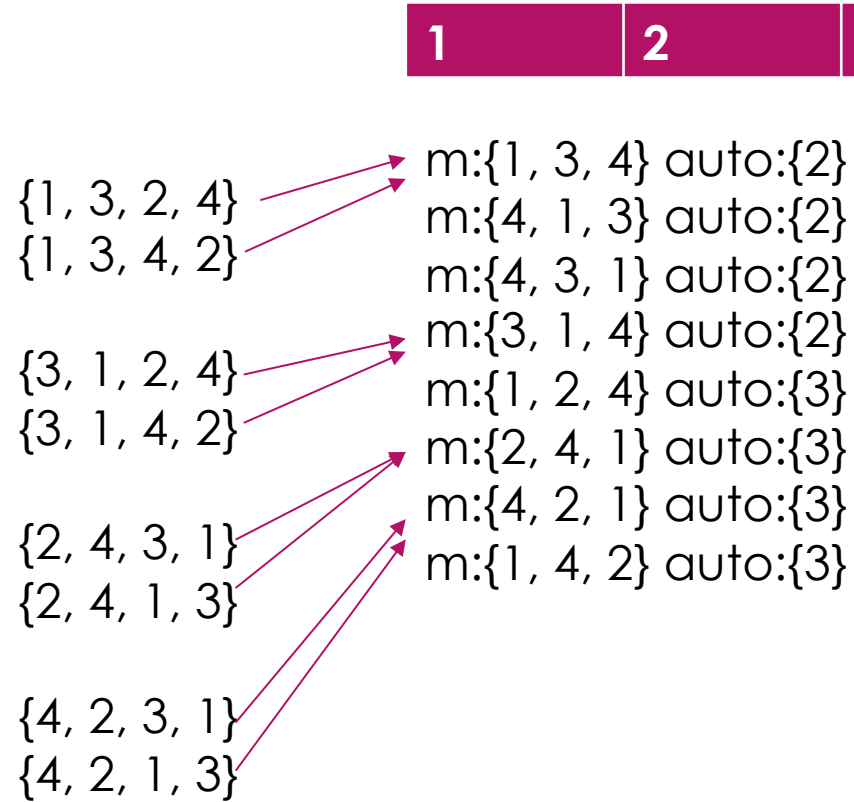 1 2
{1, 3, 2, 4}
{1, 3, 4, 2}
{3, 1, 2, 4}
{3, 1, 4, 2}
{2, 4, 3, 1}
{2, 4, 1, 3}
{4, 2, 3, 1}
{4, 2, 1, 3}
m:{1, 3, 4} auto:{2}
m:{4, 1, 3} auto:{2}
m:{4, 3, 1} auto:{2}
m:{3, 1, 4} auto:{2}
m:{1, 2, 4} auto:{3}
m:{2, 4, 1} auto:{3}
m:{4, 2, 1} auto:{3}
m:{1, 4, 2} auto:{3}